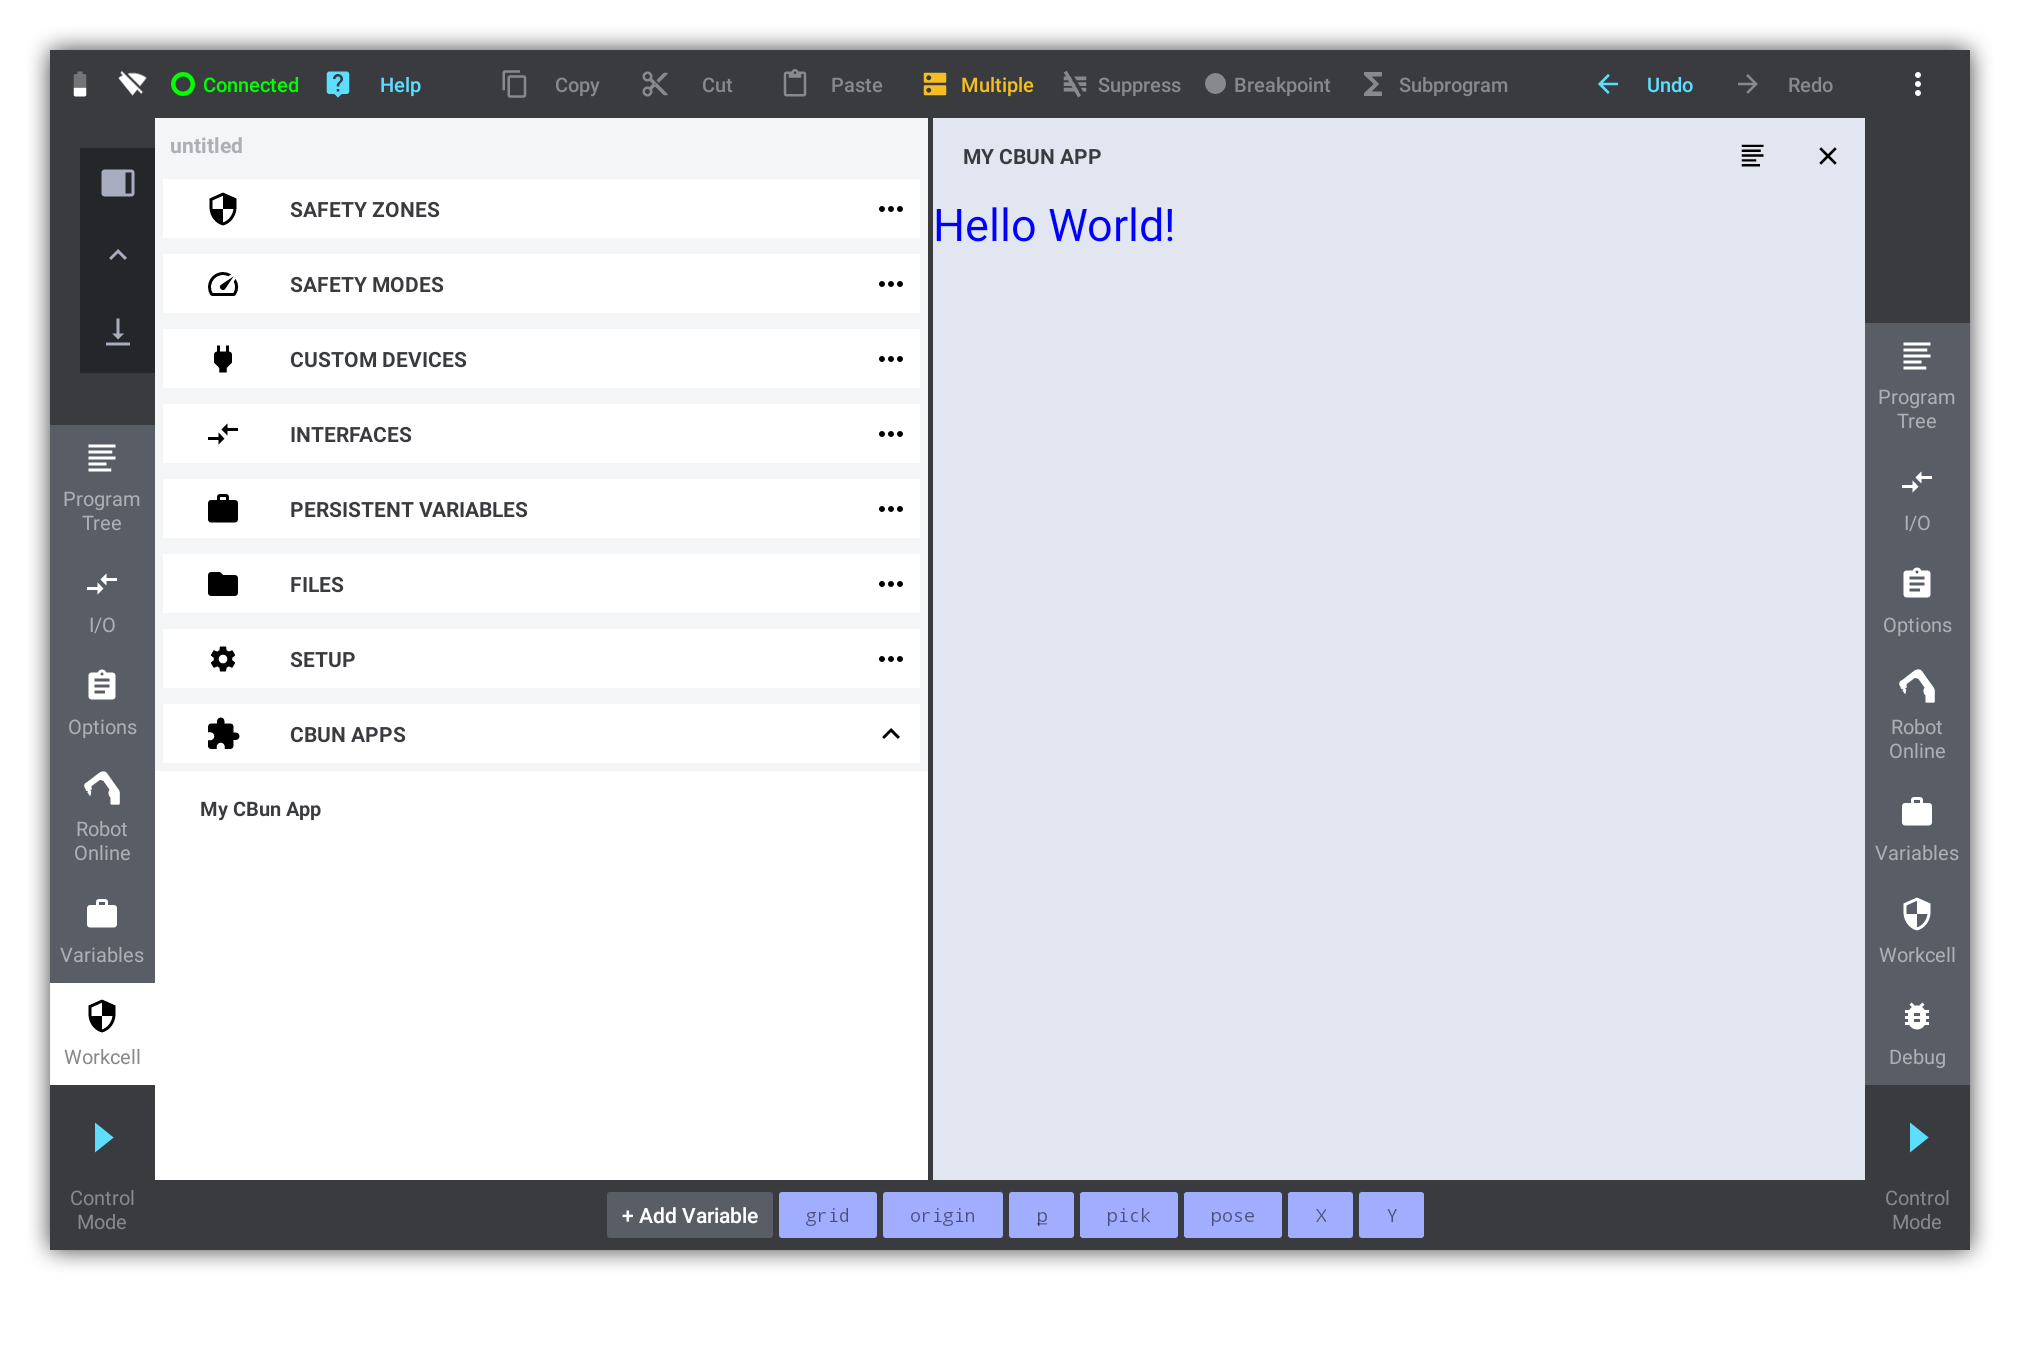 Connected
Help
Copy
Cut
Paste
Multiple
Suppress
Breakpoint
Subprogram
Undo
Redo
untitled
SAFETY ZONES
SAFETY MODES
CUSTOM DEVICES
INTERFACES
PERSISTENT VARIABLES
FILES
SETUP
CBUN APPS
My CBun App
MY CBUN APP
Hello World!
Program
Tree
I/O
Options
Robot
Online
Variables
Workcell
Control
Mode
Program
Tree
I/O
Options
Robot
Online
Variables
Workcell
Debug
Control
Mode
+ Add Variable
grid
origin
p
pick
pose
X
Y